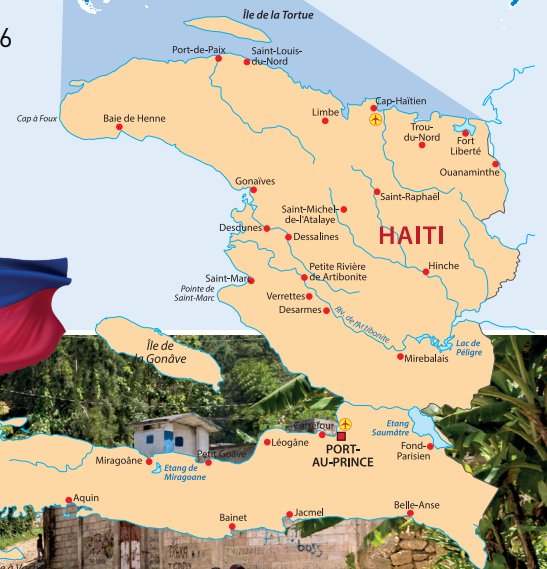 6
Île de la Tortue
Port-de-Paix
Saint-Louis-
du-Nord
Cap à Foux
Baie de Henne
Limbe
Cap-Haïtien
Trou-
du-Nord
Fort
Liberté
Ouanaminthe
Gonaïves
Saint-Raphaël
Saint-Michel-
de-l'Atalaye
HAITI
Desdunes
Dessalines
Petite Rivière
de Artibonite
Hinche
Saint-Marc
Pointe de
Saint-Marc
Verrettes
Desarmes
Riv. de l'Artibonite
Lac de
Péligre
Mirebalais
Île de
la Gonâve
Carrefour
Etang
Saumâtre
Léogâne
PORT-
AU-PRINCE
Fond-
Parisien
Miragoâne
Petit Goâve
Etang de
Miragoane
Aquin
Bainet
Jacmel
Belle-Anse
boss